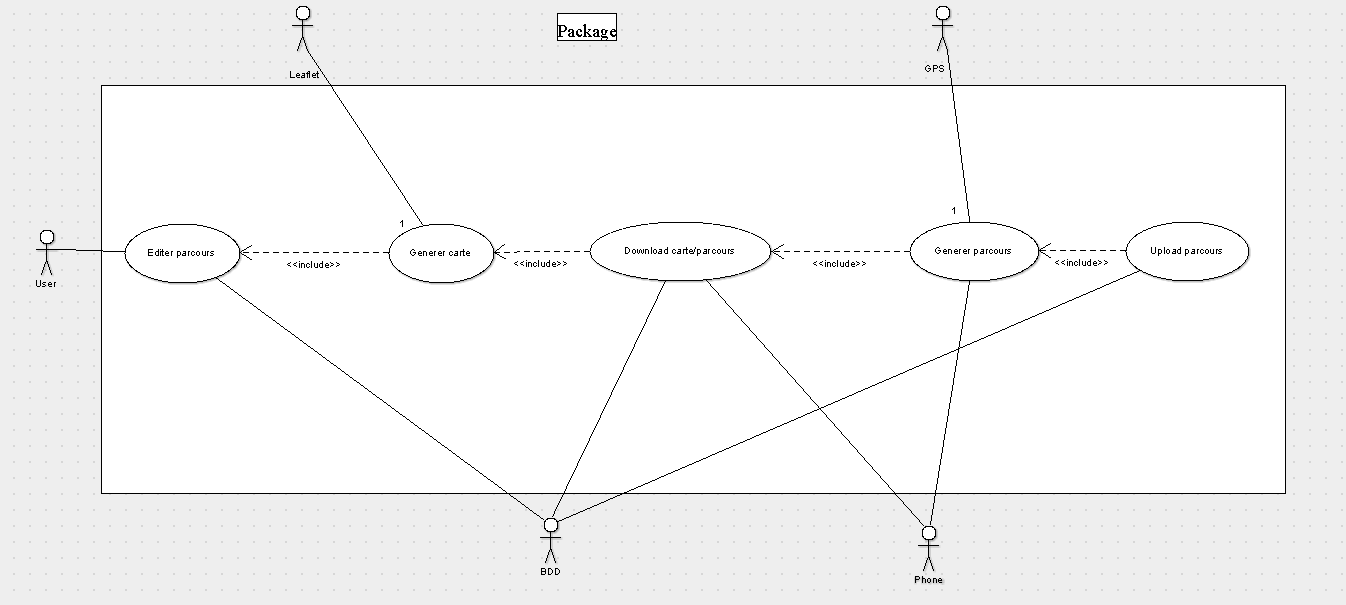 Package
Leaflet
GPS
1
1
User
Editer parcours
<<include>>
Generer carte
<<include>>
Download carte/parcours
<<include>>
Generer parcours
<<include>>
Upload parcours
BDD
Phone